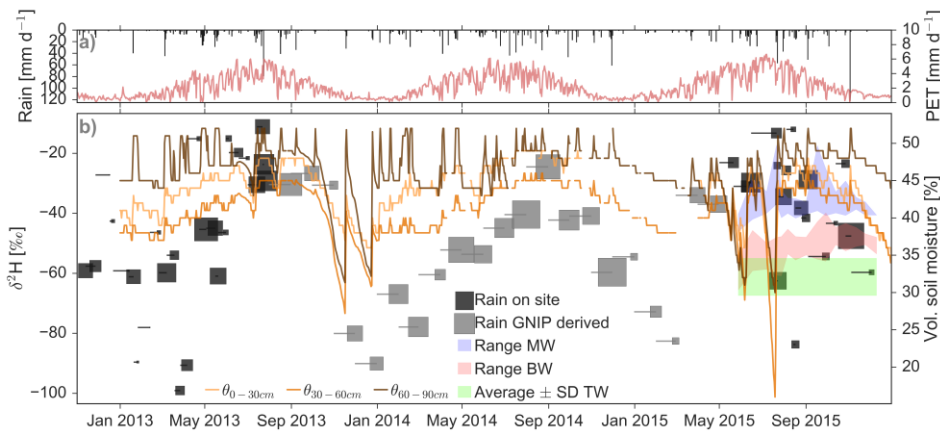 a)
Rain [mm d⁻¹]
0
20
40
60
80
100
120
PET [mm d⁻¹]
10
8
6
4
2
0
b)
δ²H [‰]
−20
−40
−60
−80
−100
Vol. soil moisture [%]
50
45
40
35
30
25
20
Rain on site
Rain GNIP derived
Range MW
Range BW
Average ± SD TW
θ0−30cm θ30−60cm θ60−90cm
Jan 2013 May 2013 Sep 2013 Jan 2014 May 2014 Sep 2014 Jan 2015 May 2015 Sep 2015